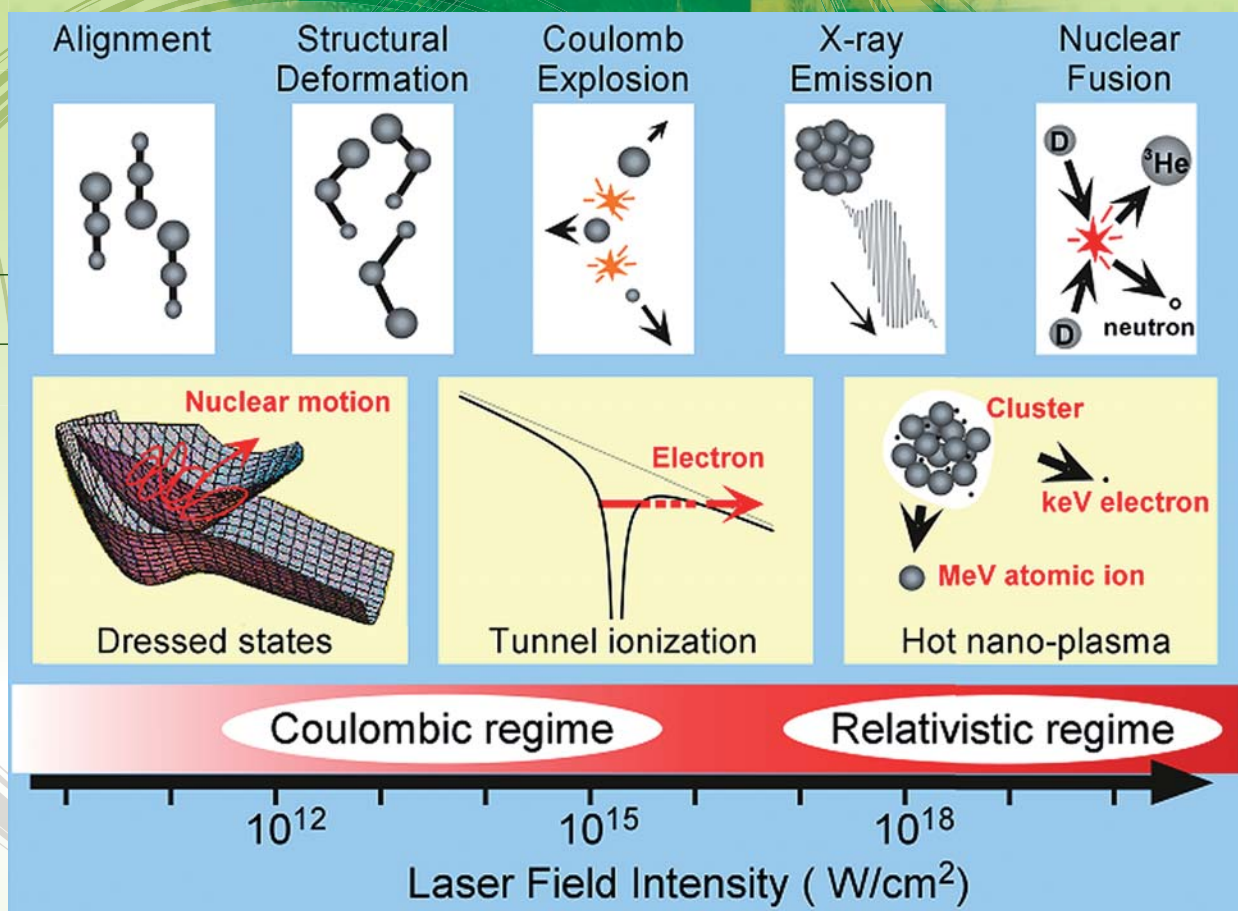 Alignment
Structural
Deformation
Coulomb
Explosion
X-ray
Emission
Nuclear
Fusion
D
³He
D
neutron
Nuclear motion
Dressed states
Electron
Tunnel ionization
Cluster
keV electron
MeV atomic ion
Hot nano-plasma
Coulombic regime
Relativistic regime
10¹² 10¹⁵ 10¹⁸
Laser Field Intensity ( W/cm²)